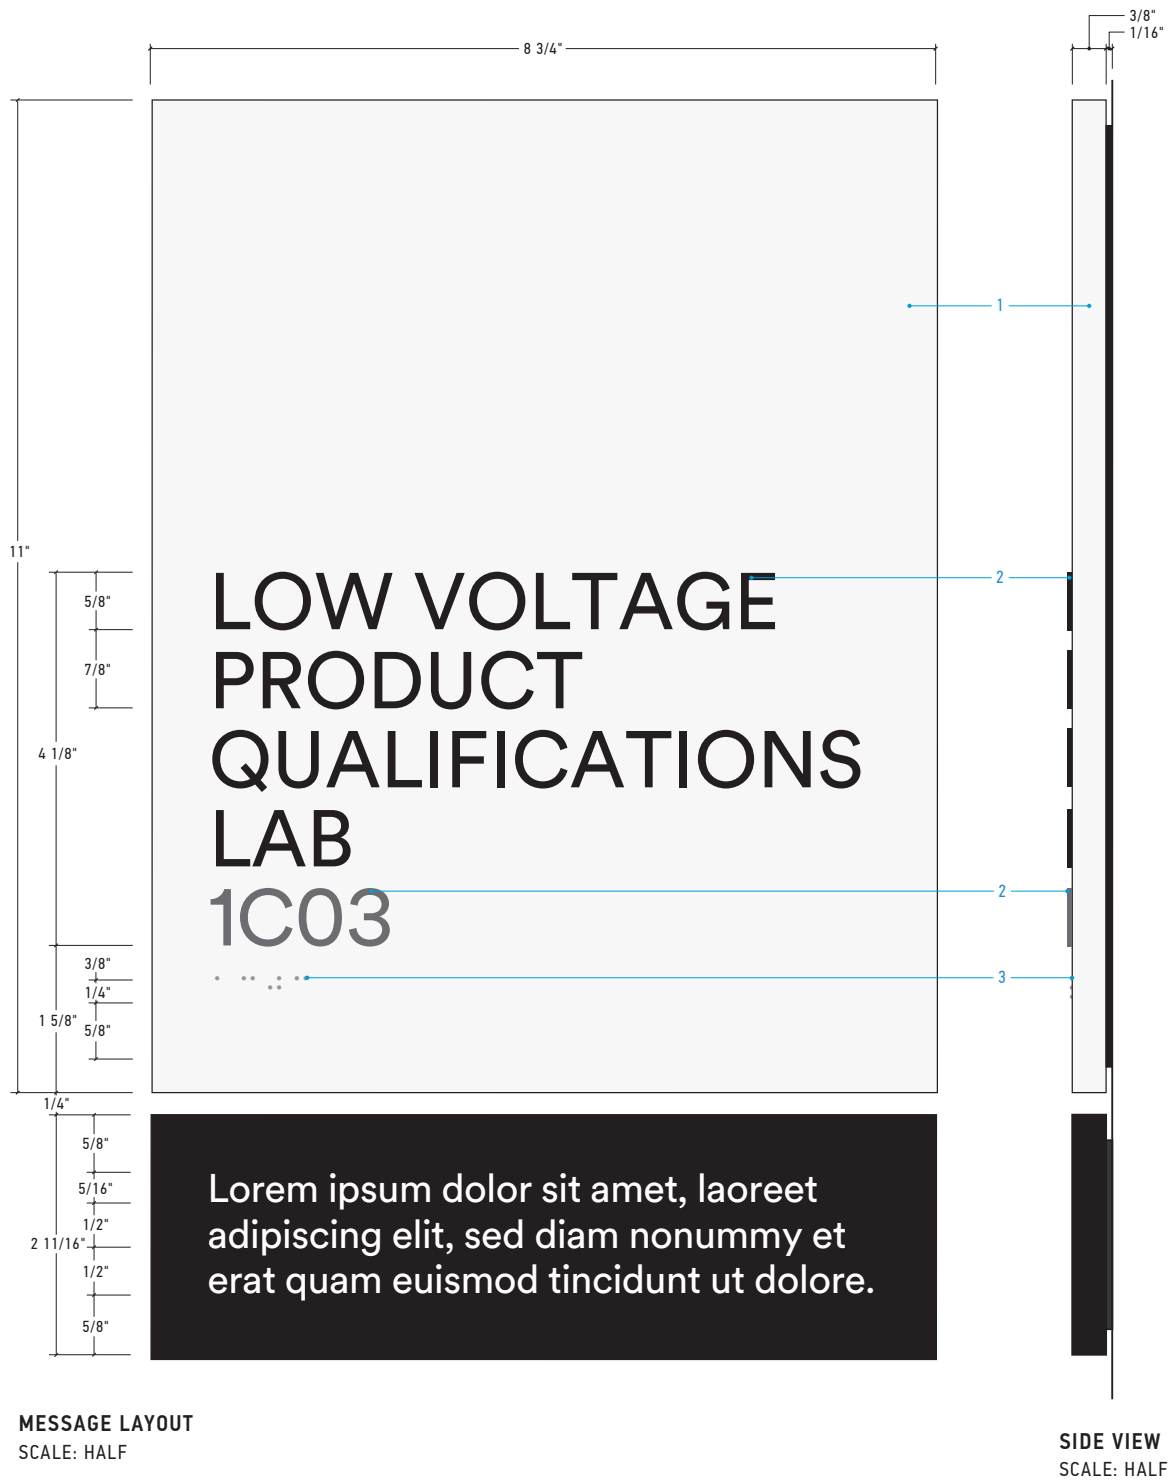 3/8"
1/16"
8 3/4"
1
11"
5/8"
2
LOW VOLTAGE
7/8"
PRODUCT
4 1/8"
QUALIFICATIONS
LAB
1C03
2
3/8"
3
1/4"
1 5/8"
5/8"
1/4"
5/8"
5/16"
Lorem ipsum dolor sit amet, laoreet
1/2"
adipiscing elit, sed diam nonummy et
2 11/16"
1/2"
erat quam euismod tincidunt ut dolore.
5/8"
MESSAGE LAYOUT
SCALE: HALF
SIDE VIEW
SCALE: HALF